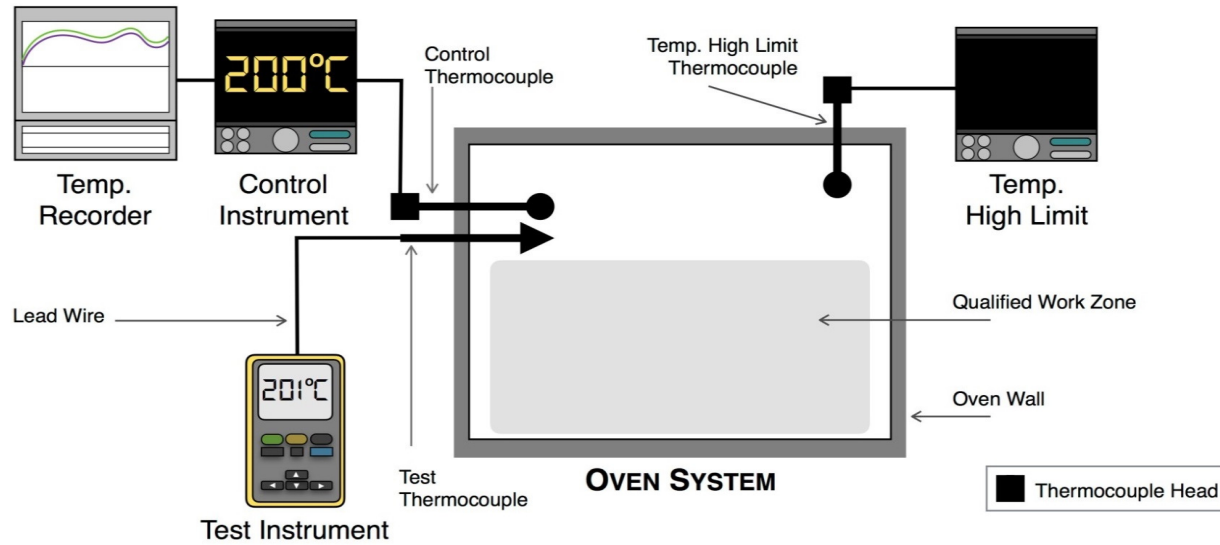 200°C
Control
Thermocouple
Temp. High Limit
Thermocouple
Temp.
Recorder
Control
Instrument
Temp.
High Limit
Lead Wire
Qualified Work Zone
201°C
Oven Wall
Test
Thermocouple
OVEN SYSTEM
Thermocouple Head
Test Instrument